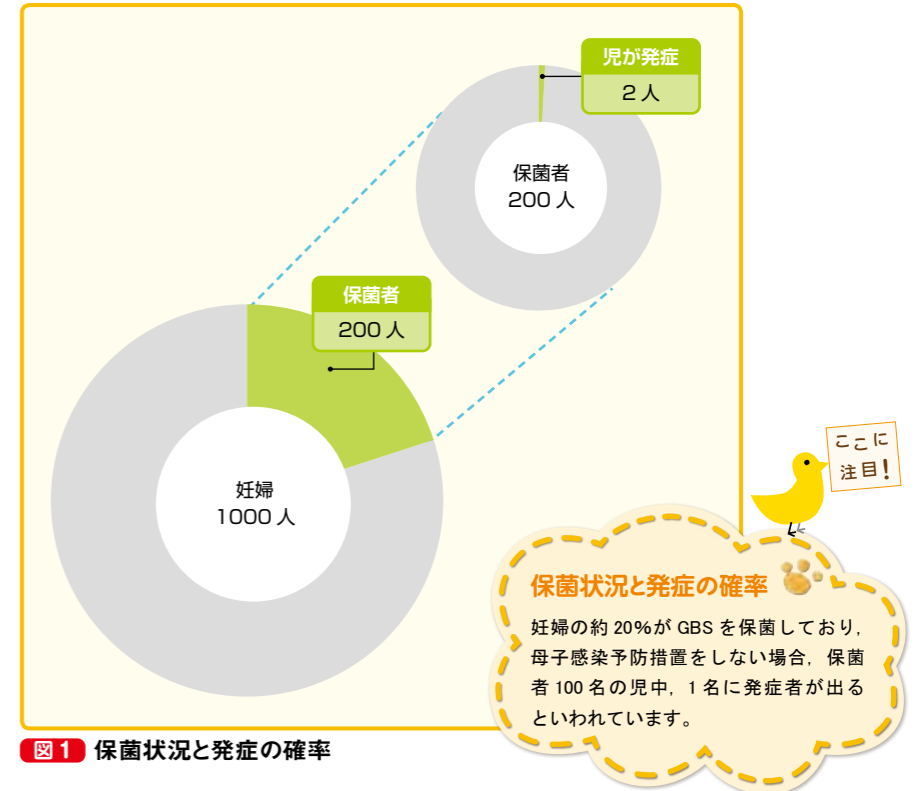 児が発症
2人
保菌者
200人
保菌者
200人
妊婦
1000人
ここに
注目!
保菌状況と発症の確率
妊婦の約20%がGBSを保菌しており,
母子感染予防措置をしない場合,保菌
者100名の児中,1名に発症者が出る
といわれています。
図1 保菌状況と発症の確率